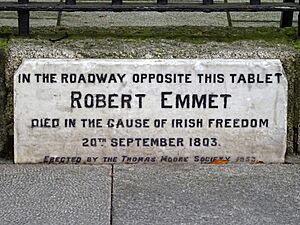 IN THE ROADWAY OPPOSITE THIS TABLET
ROBERT EMMET
DIED IN THE CAUSE OF IRISH FREEDOM
20TH SEPTEMBER 1803.
ERECTED BY THE THOMAS MOORE SOCIETY